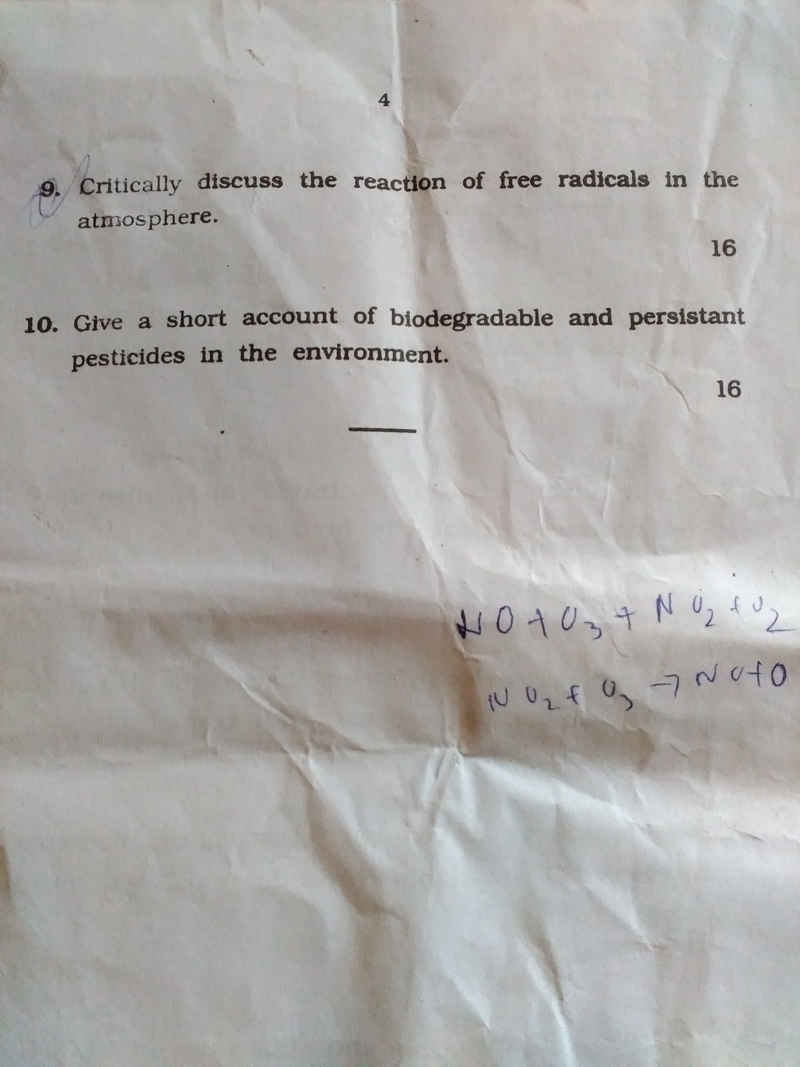 4
9. Critically discuss the reaction of free radicals in the
atmosphere.
16
10. Give a short account of biodegradable and persistant
pesticides in the environment.
16
NO + O3 + NO2 + O2
NO2 + O3 → NO + O